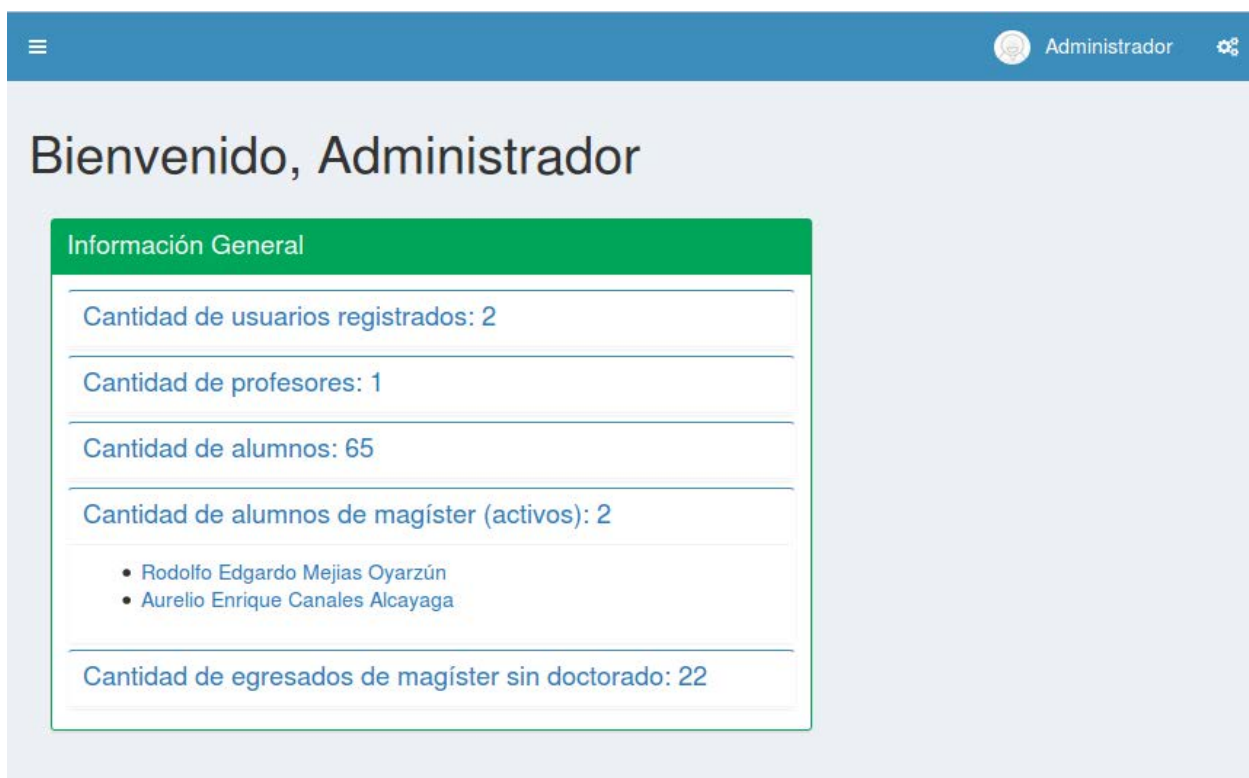 Administrador
Bienvenido, Administrador
Información General
Cantidad de usuarios registrados: 2
Cantidad de profesores: 1
Cantidad de alumnos: 65
Cantidad de alumnos de magíster (activos): 2
Rodolfo Edgardo Mejias Oyarzún
Aurelio Enrique Canales Alcayaga
Cantidad de egresados de magíster sin doctorado: 22